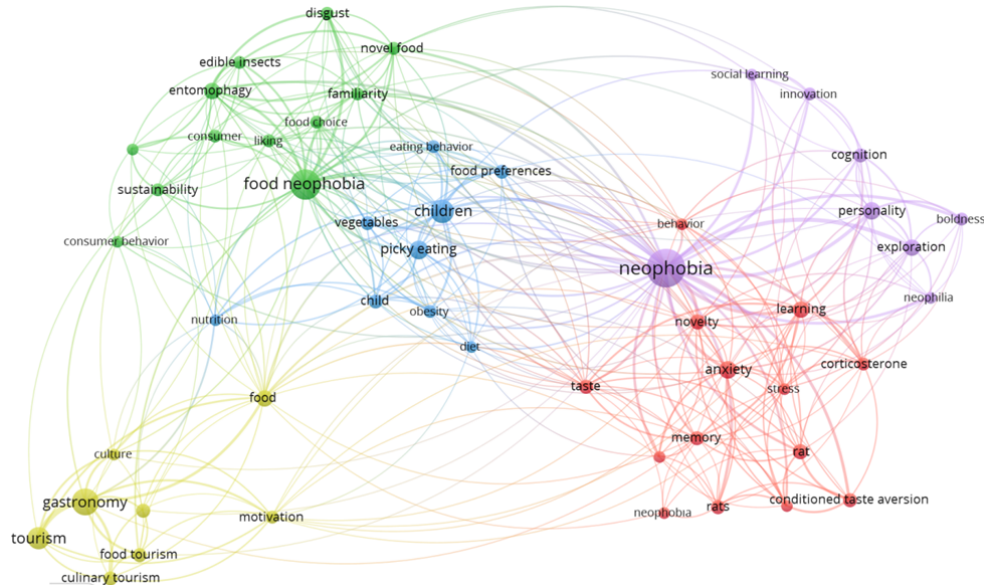 disgust
novel food
edible insects
social learning
entomophagy
familiarity
innovation
food choice
consumer
liking
eating behavior
cognition
food preferences
food neophobia
sustainability
children
personality
vegetables
behavior
boldness
consumer behavior
picky eating
exploration
neophobia
child
neophilia
obesity
learning
nutrition
novelty
diet
corticosterone
anxiety
taste
stress
food
memory
culture
rat
gastronomy
conditioned taste aversion
rats
neophobia
motivation
tourism
food tourism
culinary tourism